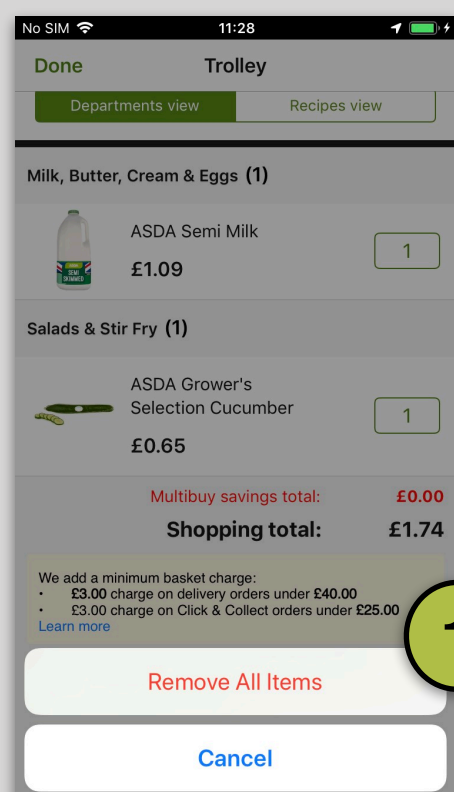 No SIM 11:28
Done Trolley
Departments view Recipes view
Milk, Butter, Cream & Eggs (1)
ASDA Semi Milk
£1.09
1
SEMI
SKIMMED
Salads & Stir Fry (1)
ASDA Grower's
Selection Cucumber
£0.65
1
Multibuy savings total: £0.00
Shopping total: £1.74
We add a minimum basket charge:
• £3.00 charge on delivery orders under £40.00
• £3.00 charge on Click & Collect orders under £25.00
Learn more
1
Remove All Items
Cancel